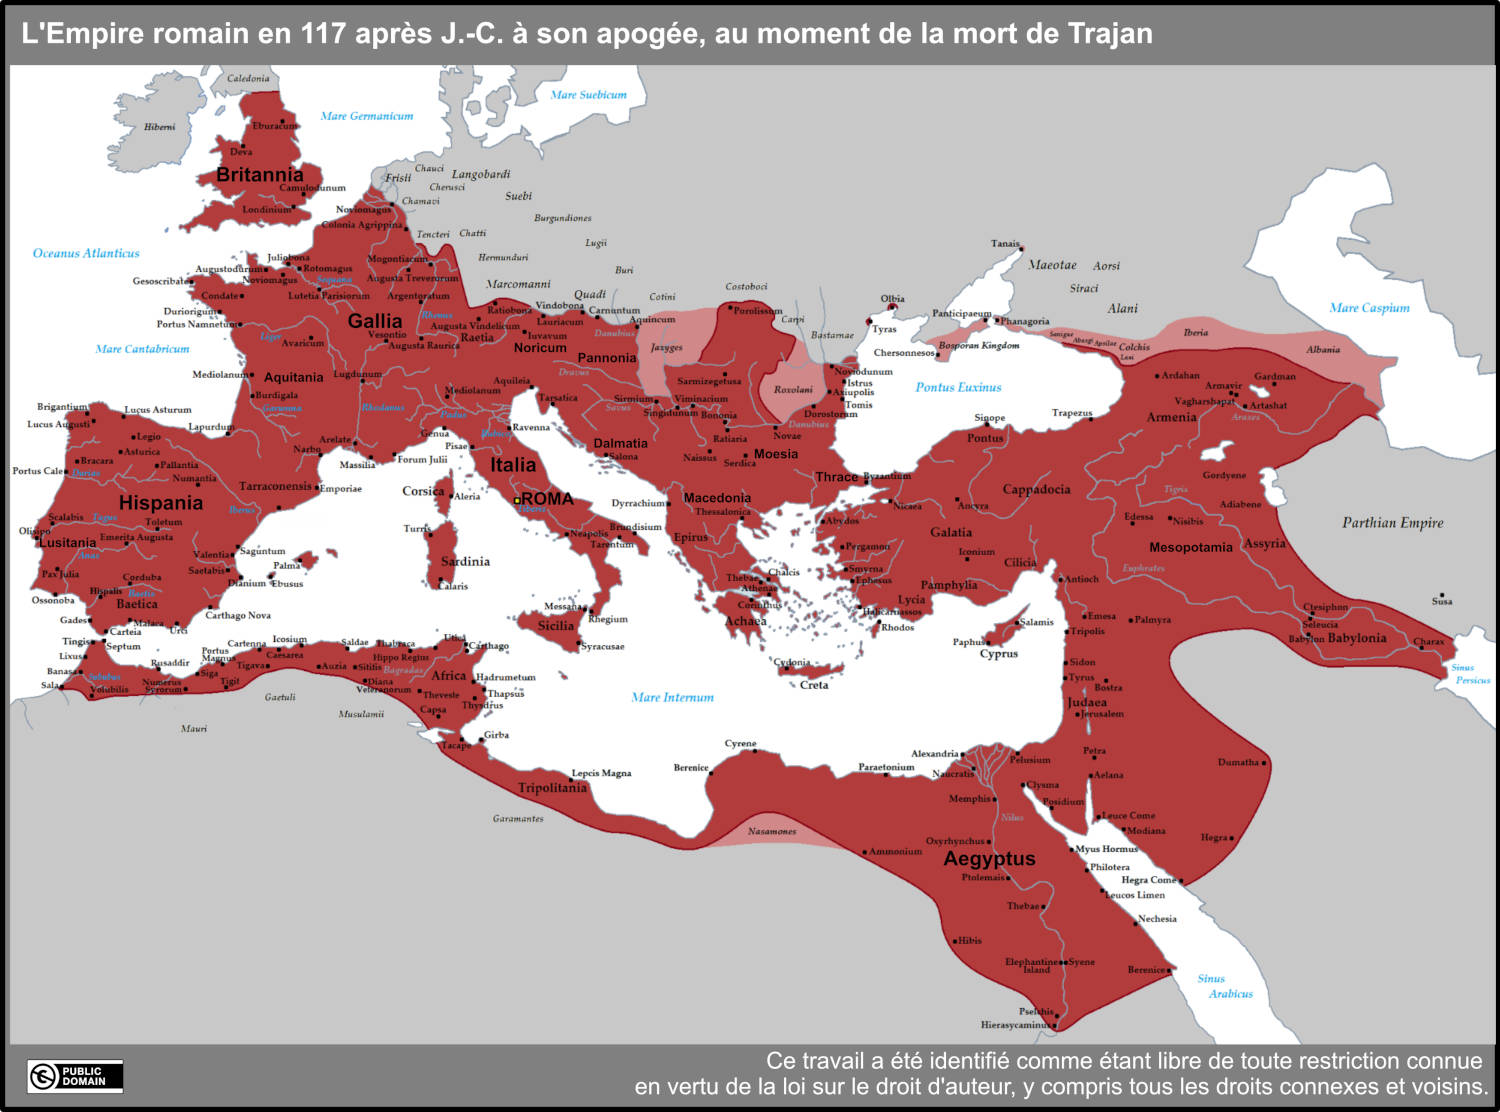 L'Empire romain en 117 après J.-C. à son apogée, au moment de la mort de Trajan
Caledonia
Hiberni
Eburacum
Deva
Britannia
Camulodunum
Londinium
Mare Germanicum
Mare Suebicum
Oceanus Atlanticus
Mare Cantabricum
Frisii
Chauci
Langobardi
Cherusci
Chamavi
Suebi
Burgundiones
Tencteri
Chatti
Lugii
Hermunduri
Buri
Marcomanni
Quadi
Cotini
Costoboci
Carpi
Bastarnae
Noviomagus
Colonia Agrippina
Mogontiacum
Augusta Treverorum
Juliobona
Augustodurum
Rotomagus
Noviomagus
Gesoscribate
Sequana
Lutetia Parisiorum
Condate
Argentoratum
Duriorigum
Portus Namnetum
Rhenus
Gallia
Vesontio
Avaricum
Liger
Augusta Raurica
Augusta Vindelicum
Raetia
Ratiobona
Vindobona
Carnuntum
Lauriacum
Iuvavum
Danubius
Aquincum
Noricum
Pannonia
Dravus
Savus
Jazyges
Porolissum
Sarmizegetusa
Roxolani
Mediolanum
Aquitania
Burdigala
Garumna
Lugdunum
Rhodanus
Mediolanum
Aquileia
Tarsatica
Padus
Rubico
Ravenna
Genua
Pisae
Arelate
Narbo
Massilia
Forum Julii
Lapurdum
Brigantium
Lucus Asturum
Lucus Augusti
Legio
Asturica
Bracara
Pallantia
Portus Cale
Durius
Numantia
Tarraconensis
Emporiae
Hispania
Iberus
Scalabis
Tagus
Toletum
Olisipo
Lusitania
Emerita Augusta
Anas
Valentia
Saguntum
Palma
Pax Julia
Corduba
Saetabis
Dianium
Ebusus
Hispalis
Baetis
Baetica
Ossonoba
Carthago Nova
Gades
Malaca
Urci
Carteia
Septum
Tingis
Lixus
Banasa
Sala
Sububus
Volubilis
Rusaddir
Numerus Syrorum
Portus Magnus
Siga
Tigit
Tigava
Cartenna
Icosium
Caesarea
Saldae
Auzia
Sitifis
Thabraca
Hippo Regius
Bagradas
Diana Veteranorum
Utica
Carthago
Africa
Hadrumetum
Theveste
Thapsus
Thysdrus
Capsa
Tacape
Girba
Gaetuli
Mauri
Musulamii
Garamantes
Corsica
Aleria
Turris
Sardinia
Calaris
Italia
ROMA
Tiberis
Neapolis
Brundisium
Tarentum
Messana
Rhegium
Sicilia
Syracusae
Dalmatia
Salona
Sirmium
Singidunum
Viminacium
Bononia
Ratiaria
Naissus
Serdica
Moesia
Novae
Dorostorum
Danubius
Noviodunum
Istrus
Axiupolis
Tomis
Macedonia
Thessalonica
Dyrrachium
Epirus
Thrace
Byzantium
Thebae
Chalcis
Athenae
Corinthus
Achaea
Cydonia
Creta
Mare Internum
Olbia
Tyras
Tanais
Maeotae
Aorsi
Siraci
Alani
Panticipaeum
Phanagoria
Chersonnesos
Bosporan Kingdom
Pontus Euxinus
Sanigae
Abasgi
Apsilae
Lazi
Colchis
Iberia
Albania
Mare Caspium
Sinope
Trapezus
Pontus
Ardahan
Armavir
Gardman
Vagharshapat
Artashat
Araxes
Armenia
Nicaea
Ancyra
Cappadocia
Galatia
Abydos
Pergamon
Iconium
Cilicia
Smyrna
Ephesus
Pamphylia
Lycia
Halicarnassos
Rhodos
Salamis
Paphus
Cyprus
Gordyene
Tigris
Adiabene
Edessa
Nisibis
Mesopotamia
Assyria
Euphrates
Parthian Empire
Susa
Ctesiphon
Seleucia
Babylon
Babylonia
Charax
Sinus Persicus
Antioch
Emesa
Palmyra
Tripolis
Sidon
Tyrus
Bostra
Judaea
Jerusalem
Petra
Aelana
Dumatha
Hegra
Hegra Come
Leuce Come
Modiana
Posidium
Clysma
Pelusium
Alexandria
Naucratis
Memphis
Nilus
Paraetonium
Cyrene
Berenice
Lepcis Magna
Tripolitania
Nasamones
Ammonium
Oxyrhynchus
Aegyptus
Ptolemais
Thebae
Hibis
Elephantine Island
Syene
Pselchis
Hierasycaminus
Myus Hormus
Philotera
Leucos Limen
Nechesia
Berenice
Sinus Arabicus
PUBLIC
DOMAIN
Ce travail a été identifié comme étant libre de toute restriction connue
en vertu de la loi sur le droit d'auteur, y compris tous les droits connexes et voisins.